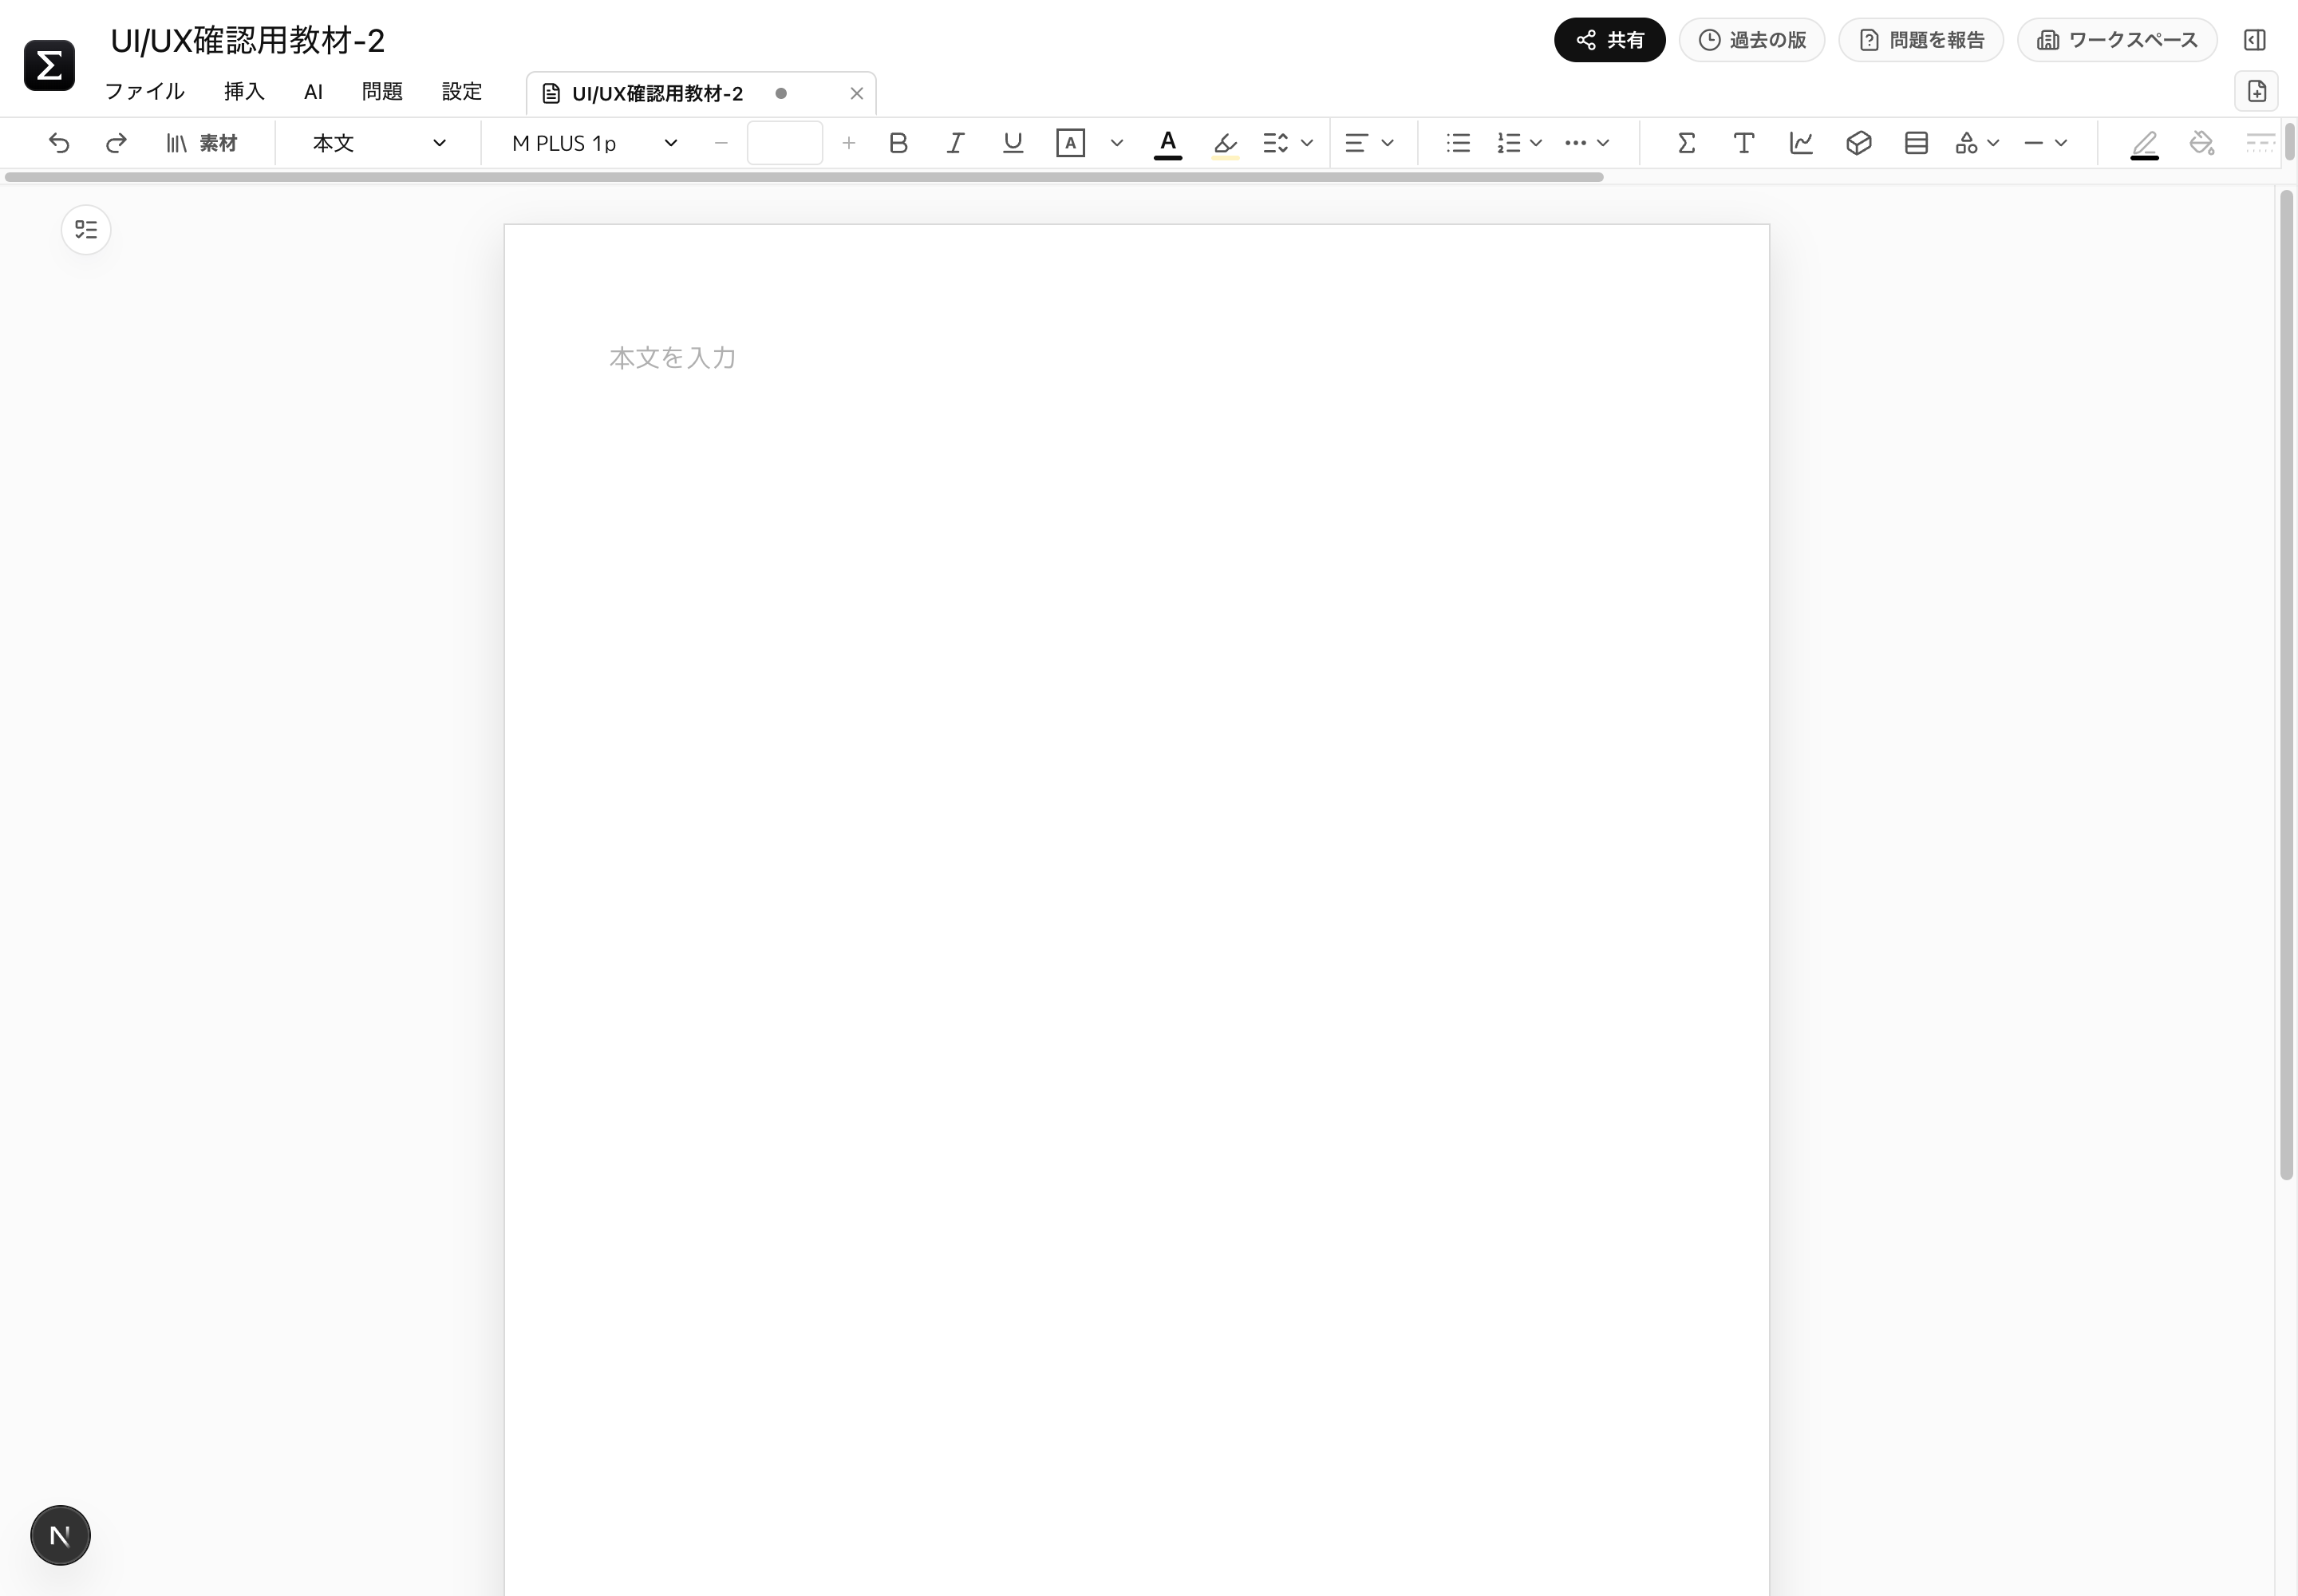 UI/UX確認用教材-2
共有
過去の版
問題を報告
ワークスペース
ファイル 挿入 AI 問題 設定
UI/UX確認用教材-2
素材
本文
M PLUS 1p
本文を入力